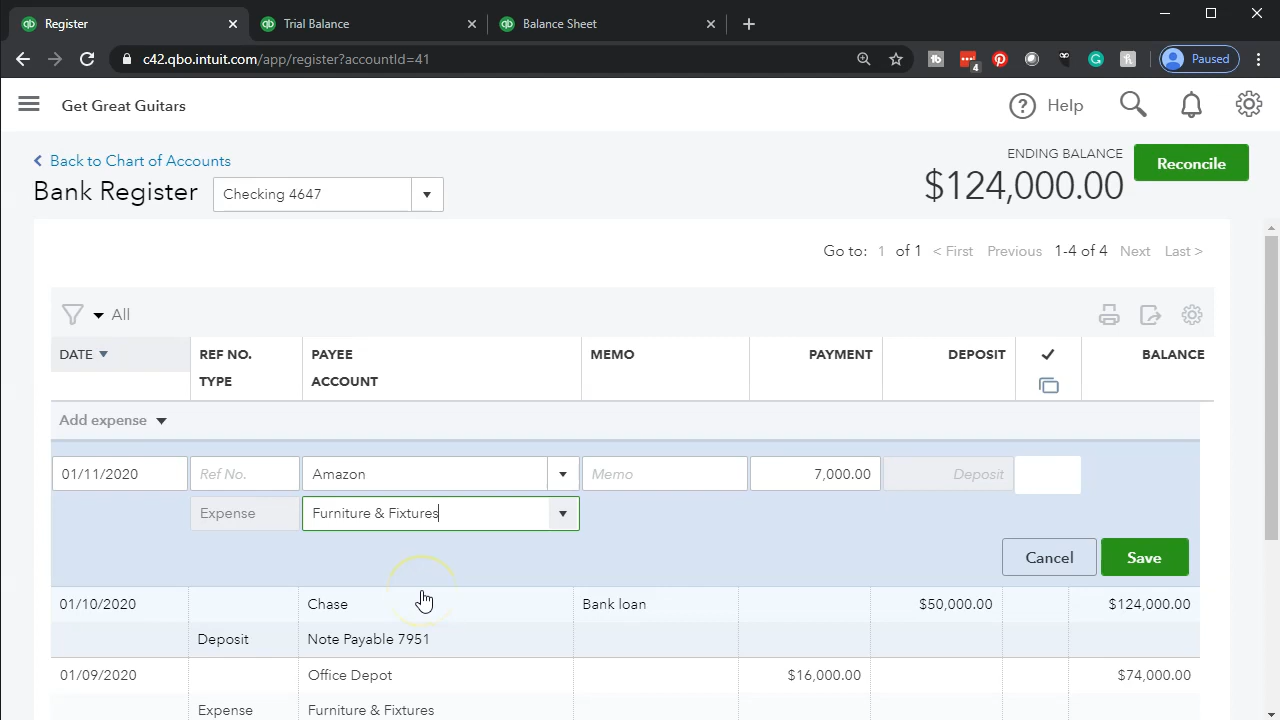 Register
Trial Balance
Balance Sheet
c42.qbo.intuit.com/app/register?accountId=41
4
Paused
Get Great Guitars
Help
Back to Chart of Accounts
ENDING BALANCE
Reconcile
Bank Register
Checking 4647
$124,000.00
Go to: 1 of 1 < First Previous 1-4 of 4 Next Last >
All
DATE REF NO. PAYEE MEMO PAYMENT DEPOSIT BALANCE
TYPE ACCOUNT
Add expense
01/11/2020 Ref No. Amazon Memo 7,000.00 Deposit
Expense Furniture & Fixtures
Cancel Save
01/10/2020 Chase Bank loan $50,000.00 $124,000.00
Deposit Note Payable 7951
01/09/2020 Office Depot $16,000.00 $74,000.00
Expense Furniture & Fixtures